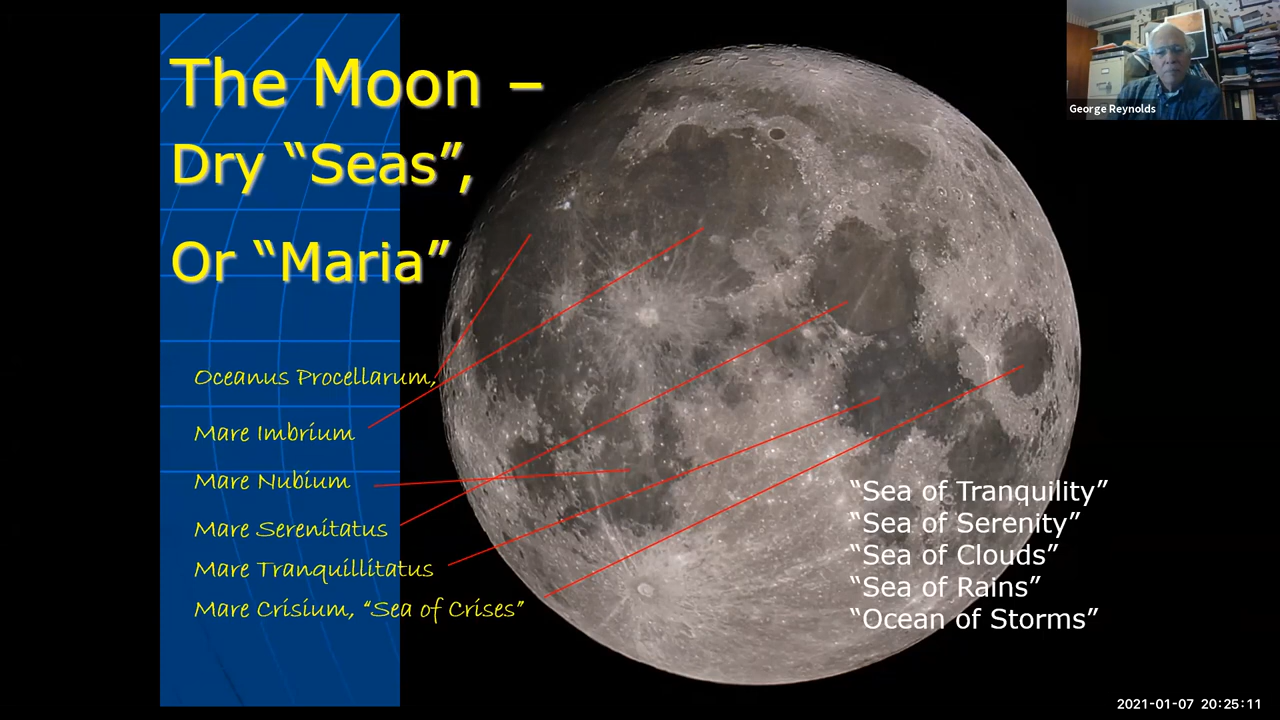 The Moon –
Dry “Seas”,
Or “Maria”
Oceanus Procellarum,
Mare Imbrium
Mare Nubium
Mare Serenitatus
Mare Tranquillitatus
Mare Crisium, “Sea of Crises”
“Sea of Tranquility”
“Sea of Serenity”
“Sea of Clouds”
“Sea of Rains”
“Ocean of Storms”
George Reynolds
2021-01-07 20:25:11